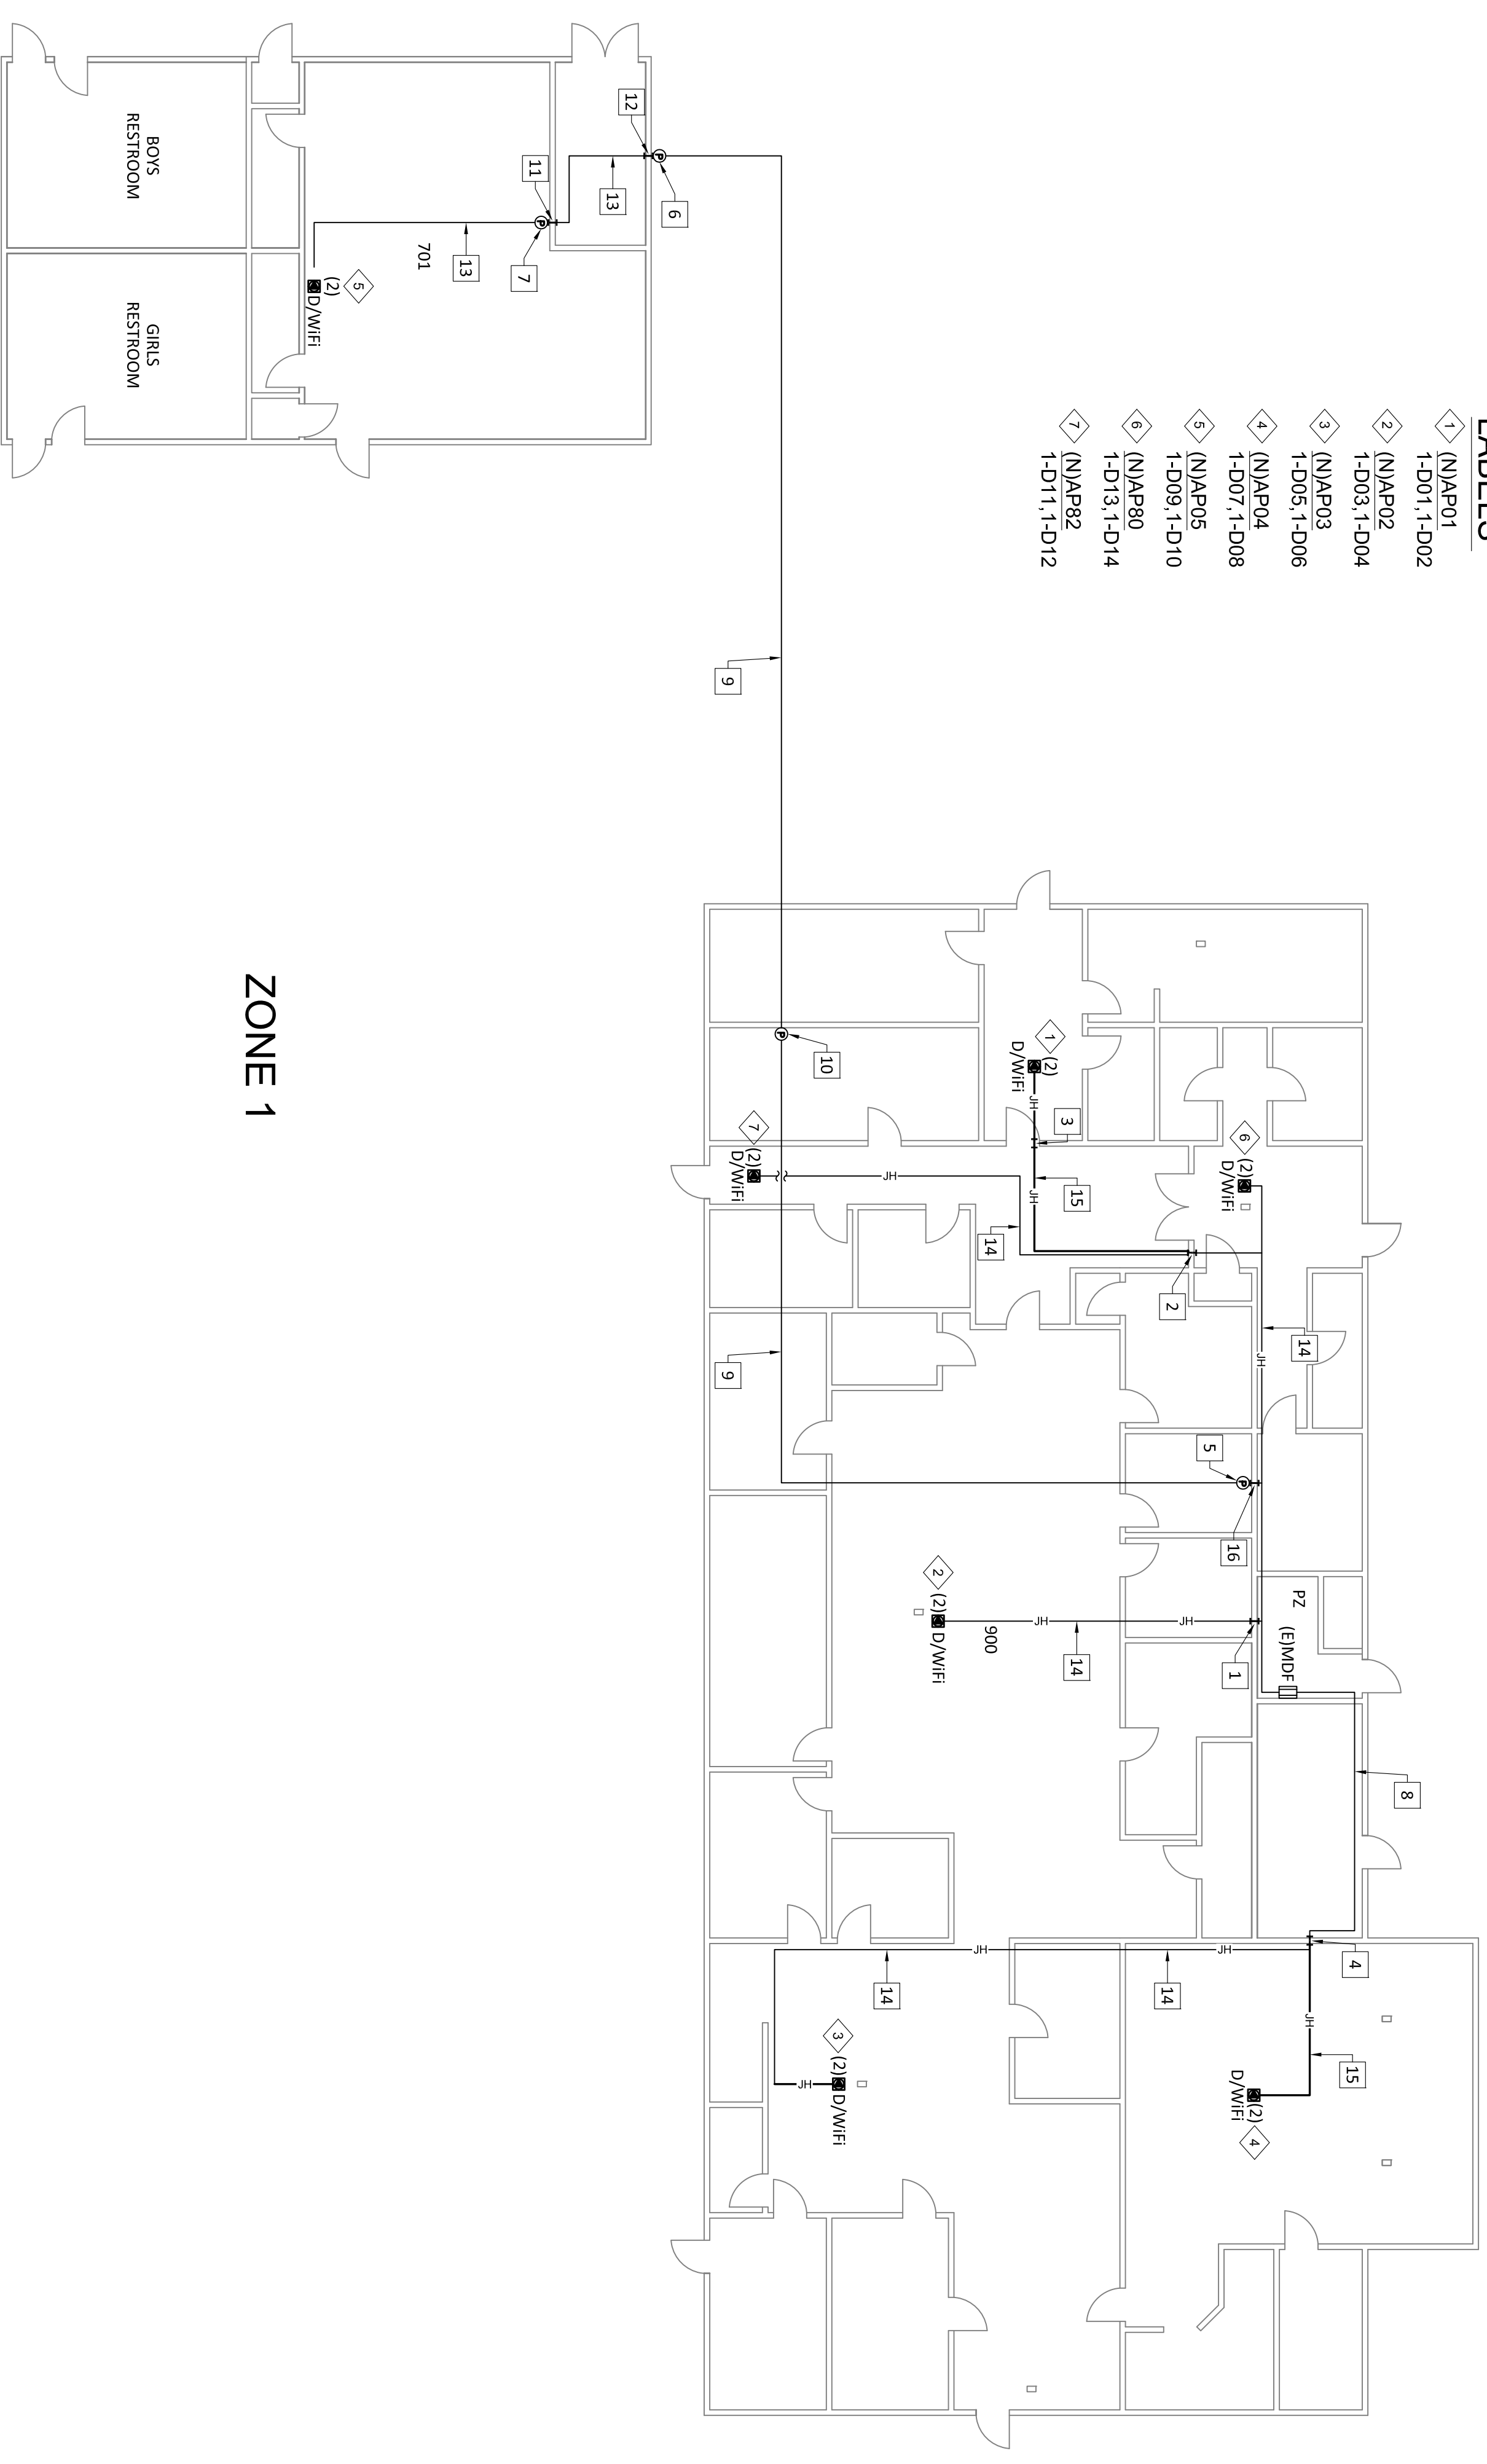 LABELS
1
(N)AP01
1-D01,1-D02
2
(N)AP02
1-D03,1-D04
3
(N)AP03
1-D05,1-D06
4
(N)AP04
1-D07,1-D08
5
(N)AP05
1-D09,1-D10
6
(N)AP80
1-D13,1-D14
7
(N)AP82
1-D11,1-D12
12
P
6
13
11
P
7
13
701
5
(2)
D/WiFi
BOYS
RESTROOM
GIRLS
RESTROOM
9
P
10
1
(2)
D/WiFi
JH
3
JH
15
6
(2)
D/WiFi
7
(2)
D/WiFi
JH
14
2
14
JH
9
5
P
16
2
(2)
D/WiFi
900
JH
14
JH
1
PZ
(E)MDF
8
4
JH
JH
14
14
JH
15
3
(2)
D/WiFi
JH
(2)
D/WiFi
4
ZONE 1